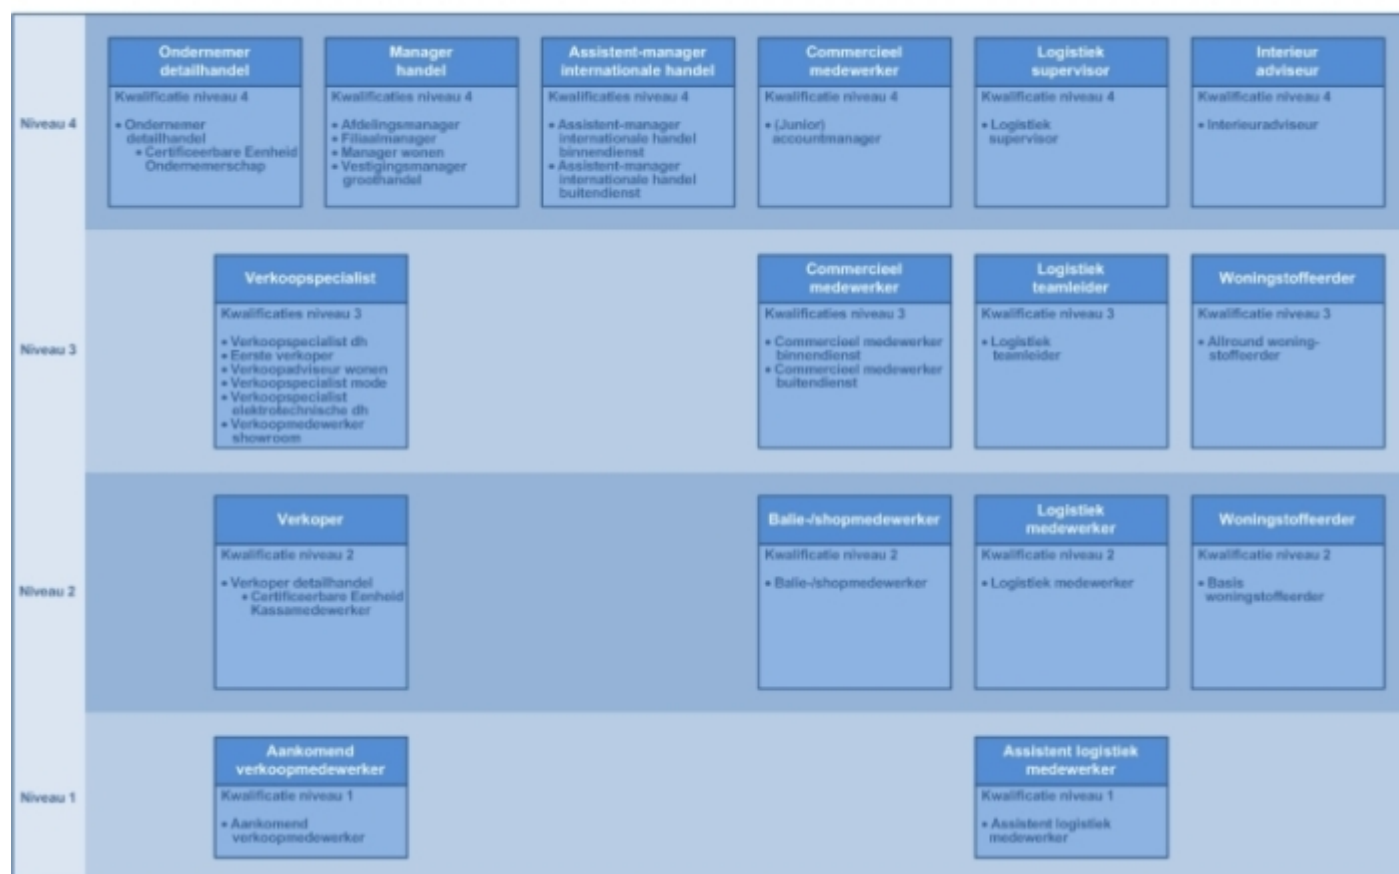 Niveau 4
Ondernemer
detailhandel
Kwalificatie niveau 4
• Ondernemer
detailhandel
• Certificeerbare Eenheid
Ondernemerschap
Manager
handel
Kwalificaties niveau 4
• Afdelingsmanager
• Filiaalmanager
• Manager wonen
• Vestigingsmanager
groothandel
Assistent-manager
internationale handel
Kwalificaties niveau 4
• Assistent-manager
internationale handel
binnendienst
• Assistent-manager
internationale handel
buitendienst
Commercieel
medewerker
Kwalificatie niveau 4
• (Junior)
accountmanager
Logistiek
supervisor
Kwalificatie niveau 4
• Logistiek
supervisor
Interieur
adviseur
Kwalificatie niveau 4
• Interieuradviseur
Niveau 3
Verkoopspecialist
Kwalificaties niveau 3
• Verkoopspecialist dh
• Eerste verkoper
• Verkoopadviseur wonen
• Verkoopspecialist mode
• Verkoopspecialist
elektrotechnische dh
• Verkoopmedewerker
showroom
Commercieel
medewerker
Kwalificaties niveau 3
• Commercieel medewerker
binnendienst
• Commercieel medewerker
buitendienst
Logistiek
teamleider
Kwalificatie niveau 3
• Logistiek
teamleider
Woningstoffeerder
Kwalificatie niveau 3
• Allround woning-
stoffeerder
Niveau 2
Verkoper
Kwalificatie niveau 2
• Verkoper detailhandel
• Certificeerbare Eenheid
Kassamedewerker
Balie-/shopmedewerker
Kwalificatie niveau 2
• Balie-/shopmedewerker
Logistiek
medewerker
Kwalificatie niveau 2
• Logistiek medewerker
Woningstoffeerder
Kwalificatie niveau 2
• Basis
woningstoffeerder
Niveau 1
Aankomend
verkoopmedewerker
Kwalificatie niveau 1
• Aankomend
verkoopmedewerker
Assistent logistiek
medewerker
Kwalificatie niveau 1
• Assistent logistiek
medewerker